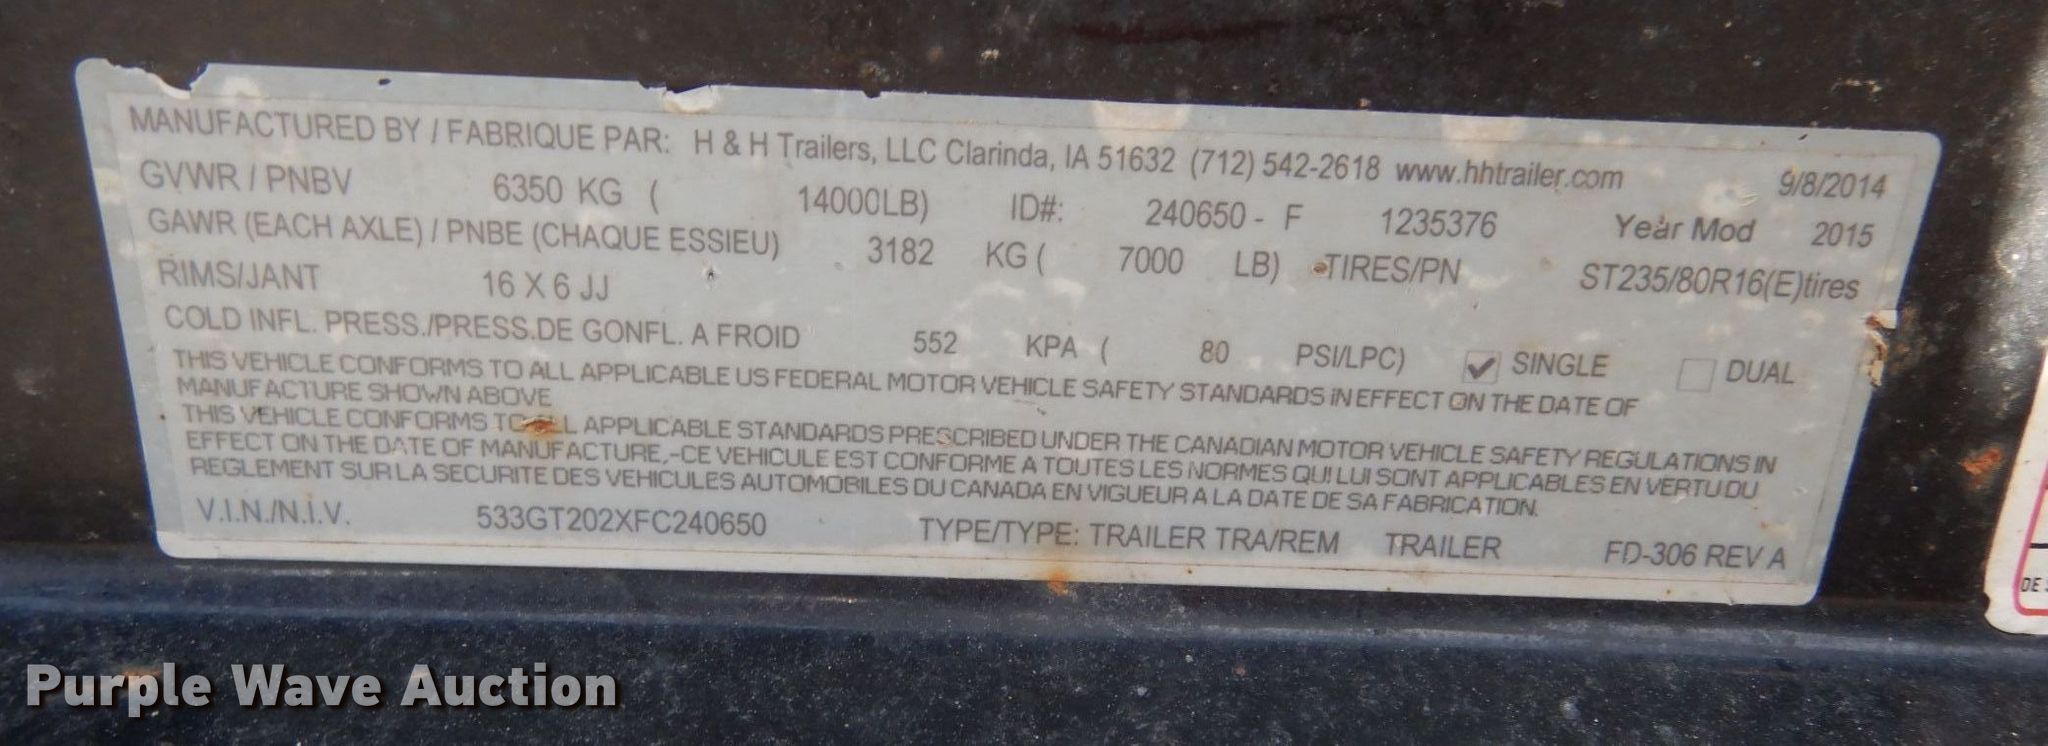 MANUFACTURED BY / FABRIQUE PAR: H & H Trailers, LLC Clarinda, IA 51632 (712) 542-2618 www.hhtrailer.com 9/8/2014
GVWR / PNBV 6350 KG ( 14000LB) ID#: 240650 - F 1235376 Year Mod 2015
GAWR (EACH AXLE) / PNBE (CHAQUE ESSIEU) 3182 KG ( 7000 LB) TIRES/PN ST235/80R16(E)tires
RIMS/JANT 16 X 6 JJ
COLD INFL. PRESS./PRESS.DE GONFL. A FROID 552 KPA ( 80 PSI/LPC) ✓ SINGLE DUAL
THIS VEHICLE CONFORMS TO ALL APPLICABLE US FEDERAL MOTOR VEHICLE SAFETY STANDARDS IN EFFECT ON THE DATE OF
MANUFACTURE SHOWN ABOVE
THIS VEHICLE CONFORMS TO ALL APPLICABLE STANDARDS PRESCRIBED UNDER THE CANADIAN MOTOR VEHICLE SAFETY REGULATIONS IN
EFFECT ON THE DATE OF MANUFACTURE,-CE VEHICULE EST CONFORME A TOUTES LES NORMES QUI LUI SONT APPLICABLES EN VERTU DU
REGLEMENT SUR LA SECURITE DES VEHICULES AUTOMOBILES DU CANADA EN VIGUEUR A LA DATE DE SA FABRICATION.
V.I.N./N.I.V. 533GT202XFC240650 TYPE/TYPE: TRAILER TRA/REM TRAILER FD-306 REV A
DE
Purple Wave Auction